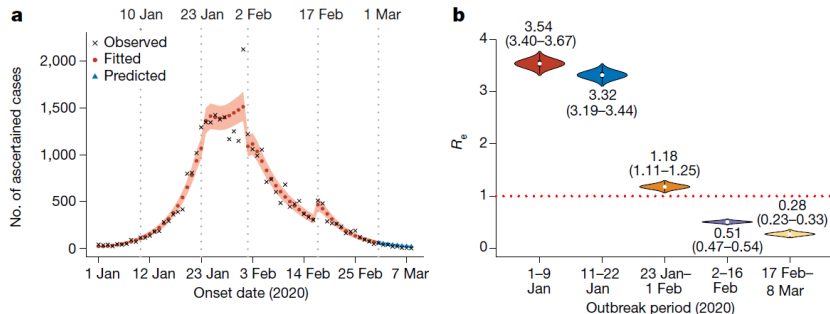 a
10 Jan 23 Jan 2 Feb 17 Feb 1 Mar
Observed
Fitted
Predicted
No. of ascertained cases
2,000
1,500
1,000
500
0
1 Jan 12 Jan 23 Jan 3 Feb 14 Feb 25 Feb 7 Mar
Onset date (2020)
b
Re
4
3
2
1
0
3.54
(3.40–3.67)
3.32
(3.19–3.44)
1.18
(1.11–1.25)
0.51
(0.47–0.54)
0.28
(0.23–0.33)
1–9
Jan
11–22
Jan
23 Jan–
1 Feb
2–16
Feb
17 Feb–
8 Mar
Outbreak period (2020)